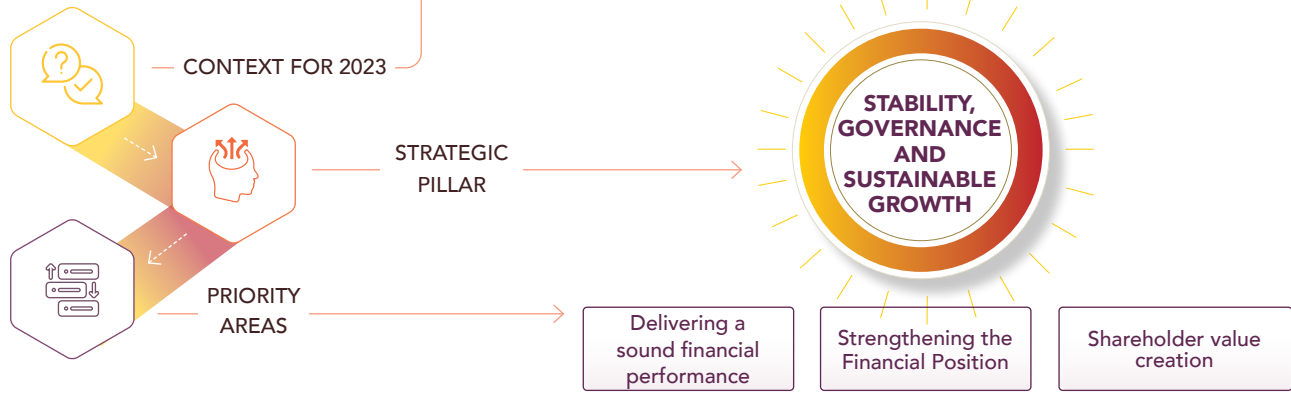 CONTEXT FOR 2023
STRATEGIC
PILLAR
STABILITY,
GOVERNANCE
AND
SUSTAINABLE
GROWTH
PRIORITY
AREAS
Delivering a
sound financial
performance
Strengthening the
Financial Position
Shareholder value
creation